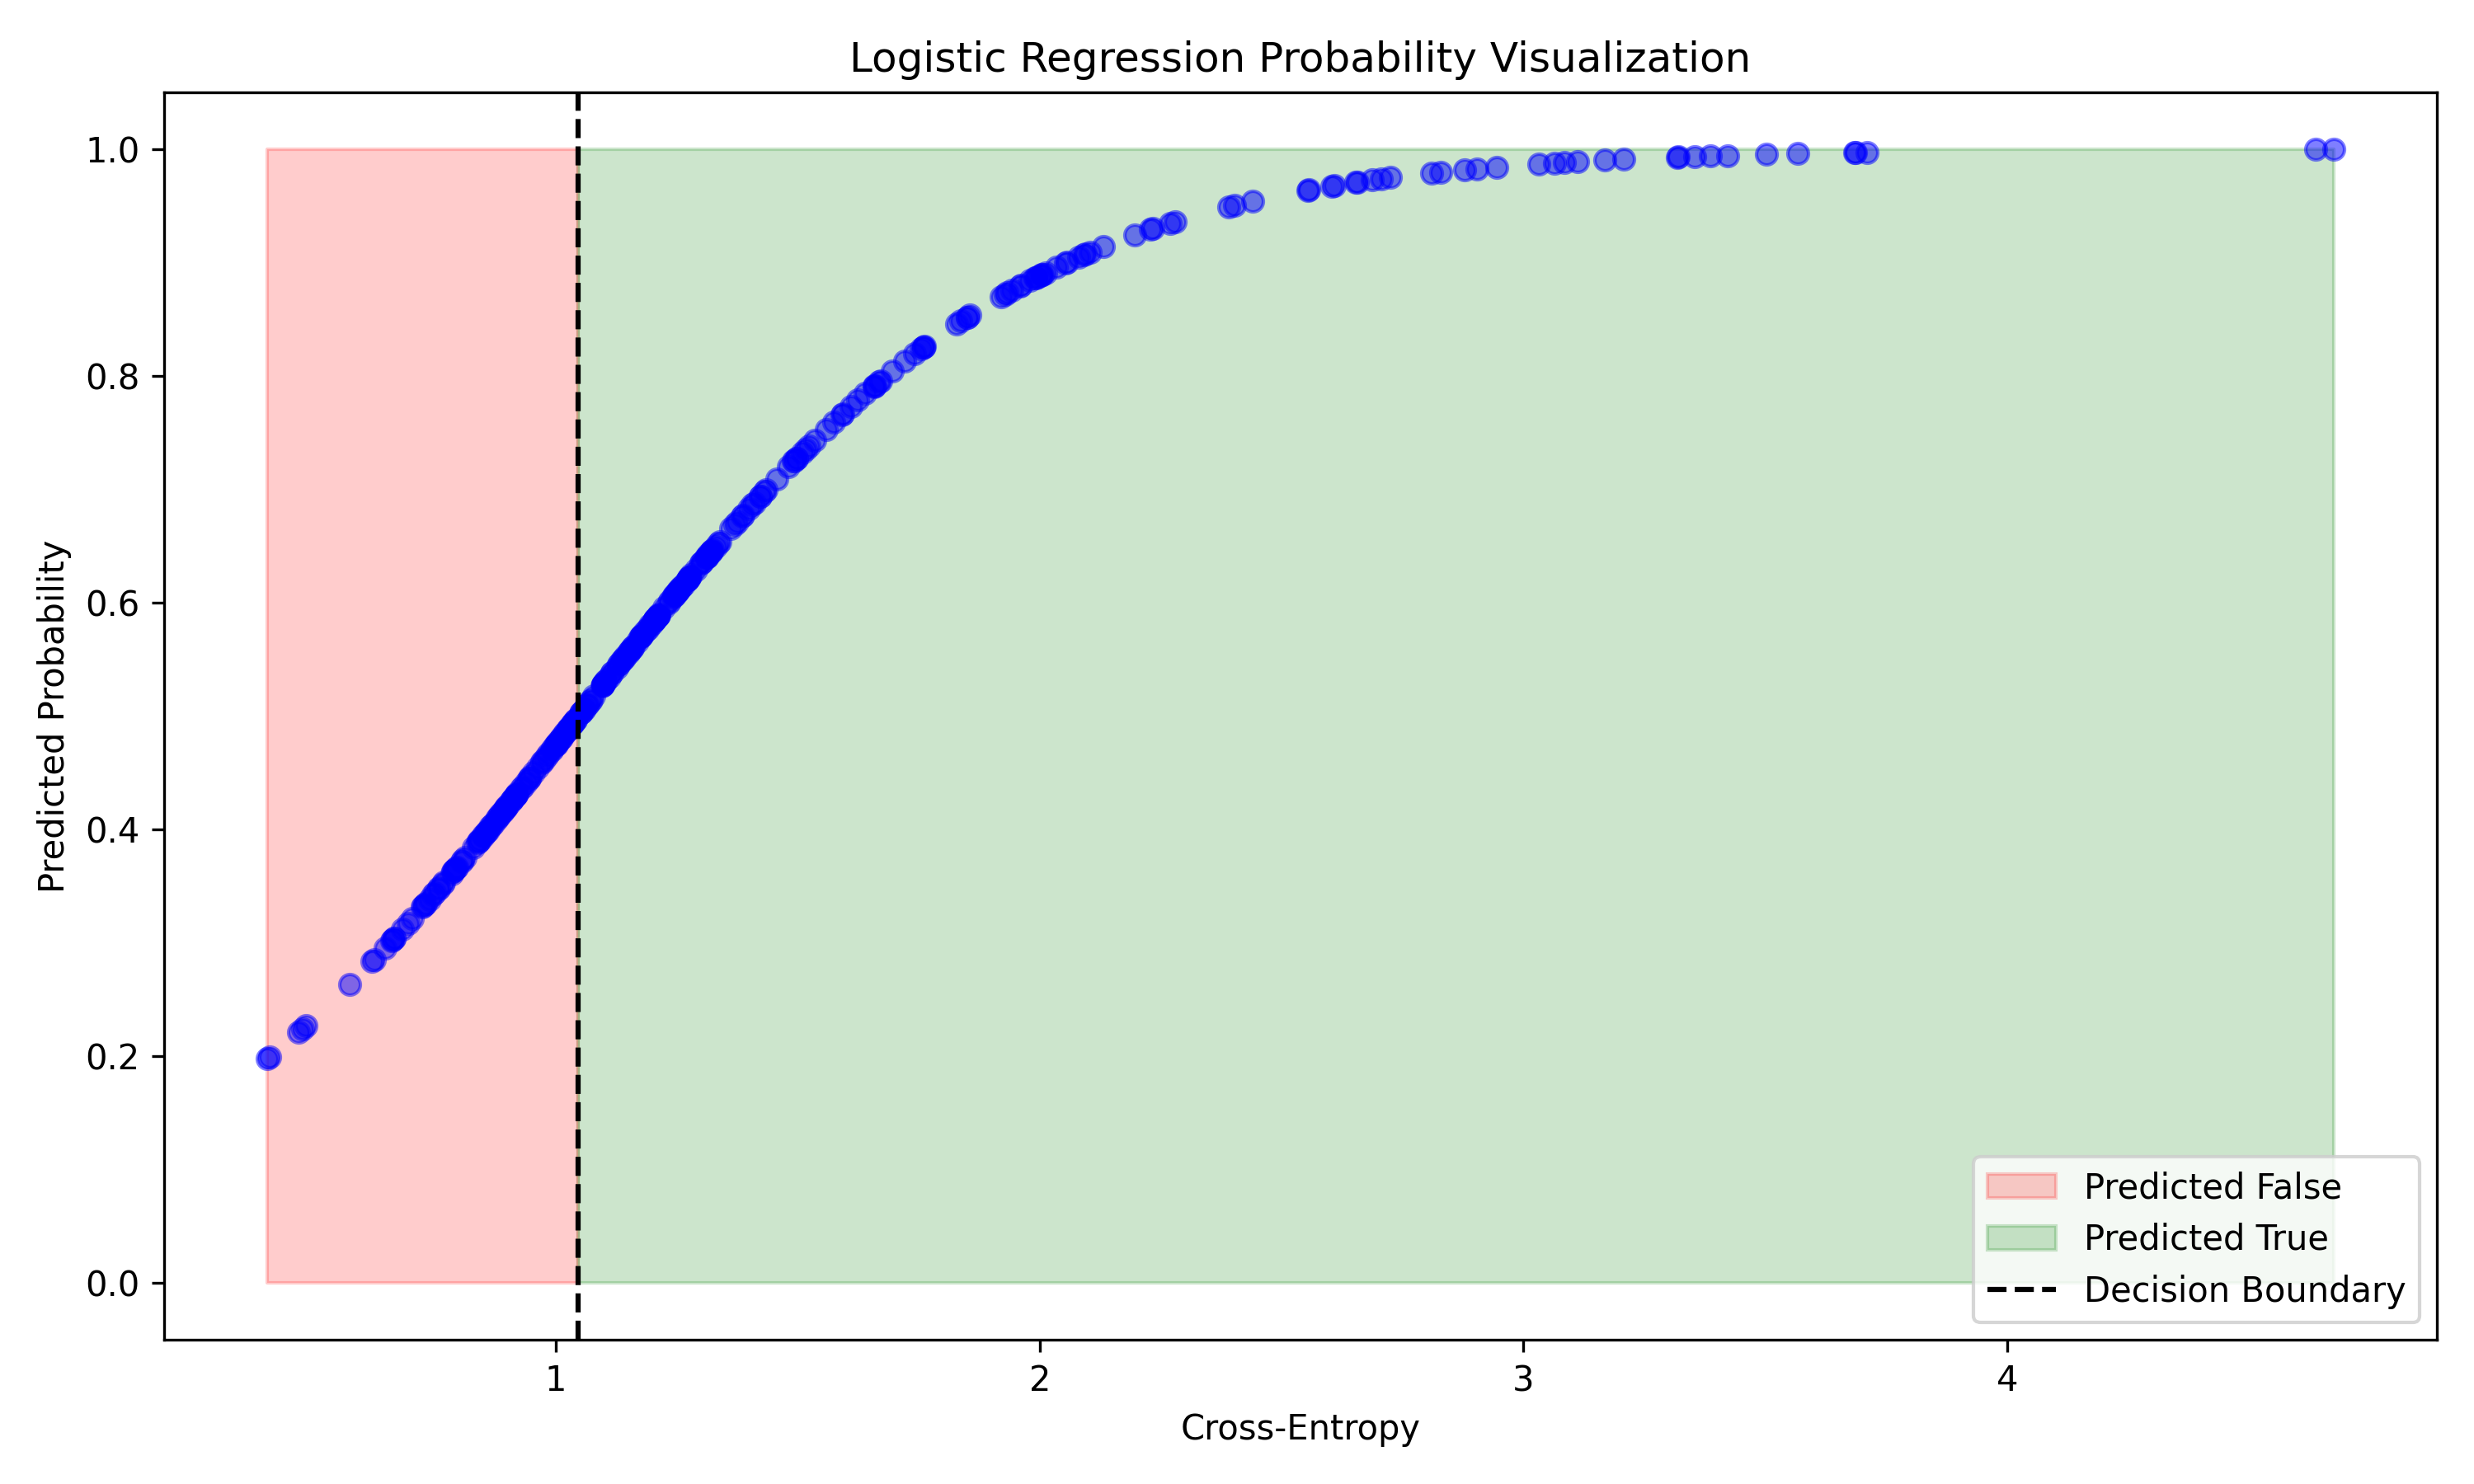 Logistic Regression Probability Visualization
Predicted Probability
1.0
0.8
0.6
0.4
0.2
0.0
1
2
3
4
Cross-Entropy
Predicted False
Predicted True
Decision Boundary